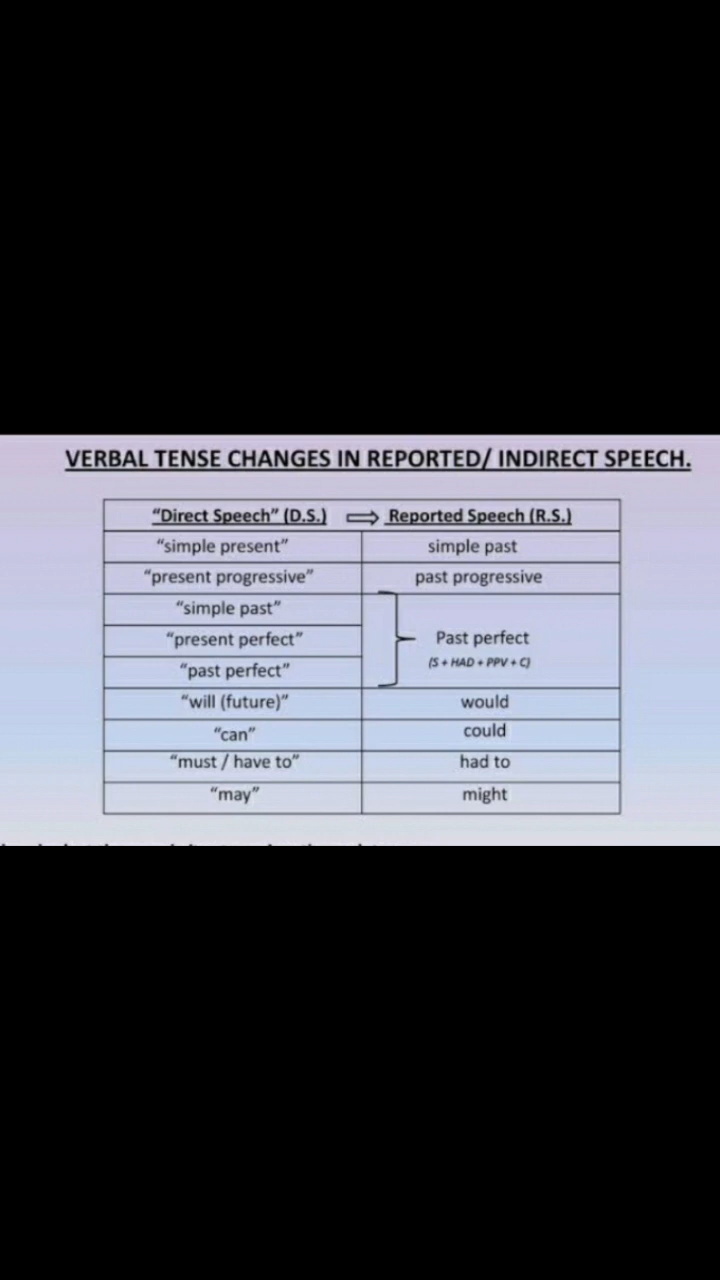 VERBAL TENSE CHANGES IN REPORTED/ INDIRECT SPEECH.
“Direct Speech” (D.S.) ⇨ Reported Speech (R.S.)
“simple present” simple past
“present progressive” past progressive
“simple past”
“present perfect” Past perfect
(S + HAD + PPV + C)
“past perfect”
“will (future)” would
“can” could
“must / have to” had to
“may” might